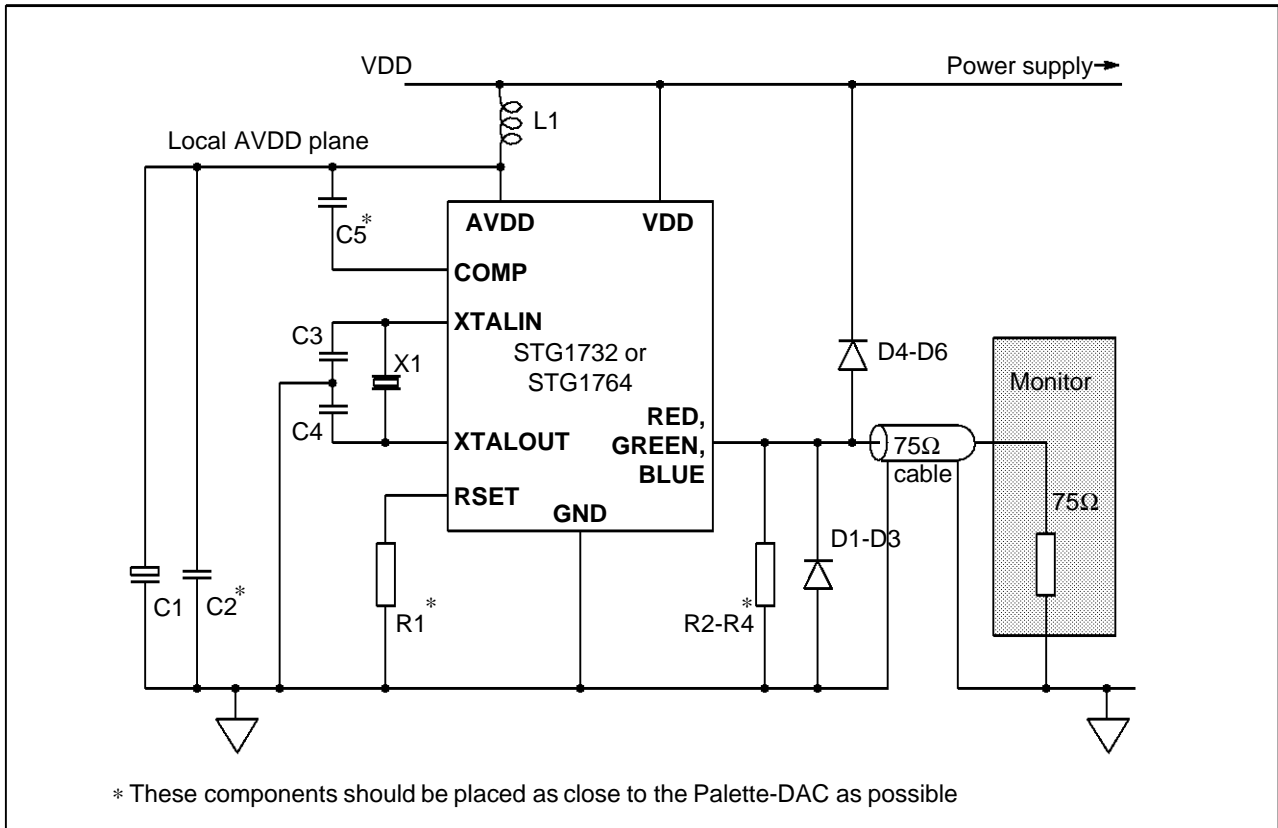 VDD
Power supply
L1
Local AVDD plane
AVDD
VDD
C5*
COMP
XTALIN
C3
STG1732 or
STG1764
X1
D4-D6
Monitor
C4
RED,
GREEN,
BLUE
XTALOUT
75Ω
cable
RSET
75Ω
GND
D1-D3
C1
C2*
R1*
R2-R4*
* These components should be placed as close to the Palette-DAC as possible